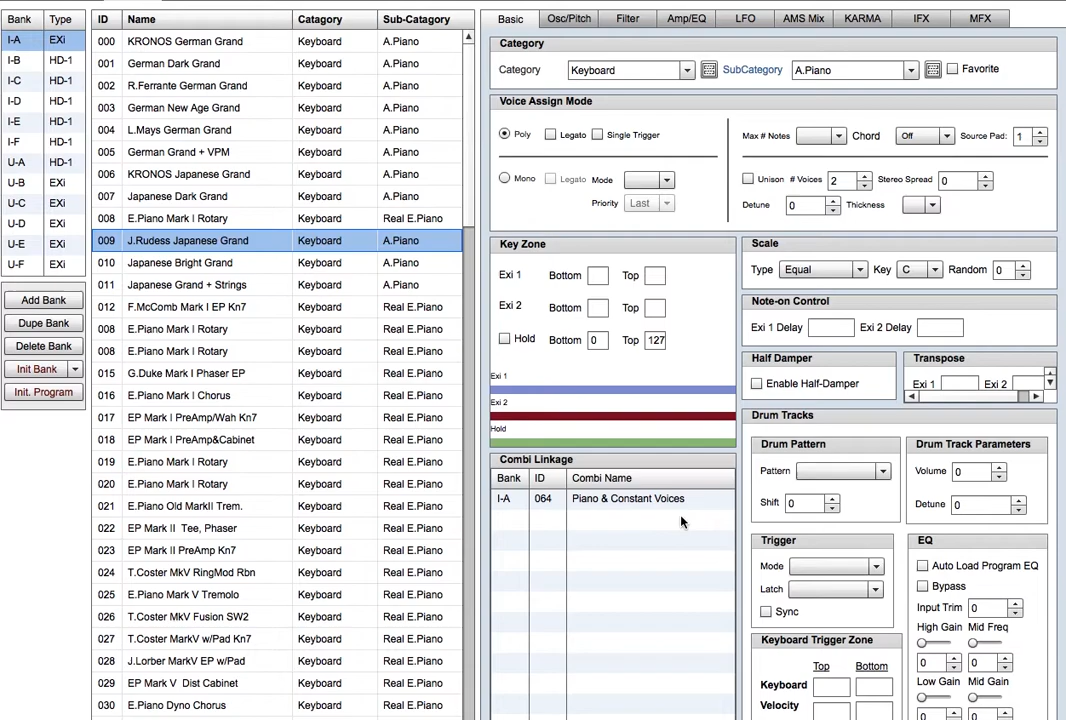 Bank Type
I-A EXi
I-B HD-1
I-C HD-1
I-D HD-1
I-E HD-1
I-F HD-1
U-A HD-1
U-B EXi
U-C EXi
U-D EXi
U-E EXi
U-F EXi
Add Bank
Dupe Bank
Delete Bank
Init Bank
Init. Program
ID Name Catagory Sub-Catagory
000 KRONOS German Grand Keyboard A.Piano
001 German Dark Grand Keyboard A.Piano
002 R.Ferrante German Grand Keyboard A.Piano
003 German New Age Grand Keyboard A.Piano
004 L.Mays German Grand Keyboard A.Piano
005 German Grand + VPM Keyboard A.Piano
006 KRONOS Japanese Grand Keyboard A.Piano
007 Japanese Dark Grand Keyboard A.Piano
008 E.Piano Mark I Rotary Keyboard Real E.Piano
009 J.Rudess Japanese Grand Keyboard A.Piano
010 Japanese Bright Grand Keyboard A.Piano
011 Japanese Grand + Strings Keyboard A.Piano
012 F.McComb Mark I EP Kn7 Keyboard Real E.Piano
008 E.Piano Mark I Rotary Keyboard Real E.Piano
008 E.Piano Mark I Rotary Keyboard Real E.Piano
015 G.Duke Mark I Phaser EP Keyboard Real E.Piano
016 E.Piano Mark I Chorus Keyboard Real E.Piano
017 EP Mark I PreAmp/Wah Kn7 Keyboard Real E.Piano
018 EP Mark I PreAmp&Cabinet Keyboard Real E.Piano
019 E.Piano Mark I Rotary Keyboard Real E.Piano
020 E.Piano Mark I Rotary Keyboard Real E.Piano
021 E.Piano Old MarkII Trem. Keyboard Real E.Piano
022 EP Mark II Tee, Phaser Keyboard Real E.Piano
023 EP Mark II PreAmp Kn7 Keyboard Real E.Piano
024 T.Coster MkV RingMod Rbn Keyboard Real E.Piano
025 E.Piano Mark V Tremolo Keyboard Real E.Piano
026 T.Coster MkV Fusion SW2 Keyboard Real E.Piano
027 T.Coster MarkV w/Pad Kn7 Keyboard Real E.Piano
028 J.Lorber MarkV EP w/Pad Keyboard Real E.Piano
029 EP Mark V Dist Cabinet Keyboard Real E.Piano
030 E.Piano Dyno Chorus Keyboard Real E.Piano
Basic Osc/Pitch Filter Amp/EQ LFO AMS Mix KARMA IFX MFX
Category
Category Keyboard SubCategory A.Piano Favorite
Voice Assign Mode
Poly Legato Single Trigger Max # Notes Chord Off Source Pad: 1
Mono Legato Mode Unison # Voices 2 Stereo Spread 0
Priority Last Detune 0 Thickness
Key Zone
Exi 1 Bottom Top
Exi 2 Bottom Top
Hold Bottom 0 Top 127
Exi 1
Exi 2
Hold
Scale
Type Equal Key C Random 0
Note-on Control
Exi 1 Delay Exi 2 Delay
Half Damper
Enable Half-Damper
Transpose
Exi 1 Exi 2
Combi Linkage
Bank ID Combi Name
I-A 064 Piano & Constant Voices
Drum Tracks
Drum Pattern
Pattern
Shift 0
Drum Track Parameters
Volume 0
Detune 0
Trigger
Mode
Latch
Sync
EQ
Auto Load Program EQ
Bypass
Input Trim 0
High Gain Mid Freq
0 0
Low Gain Mid Gain
Keyboard Trigger Zone
Top Bottom
Keyboard
Velocity